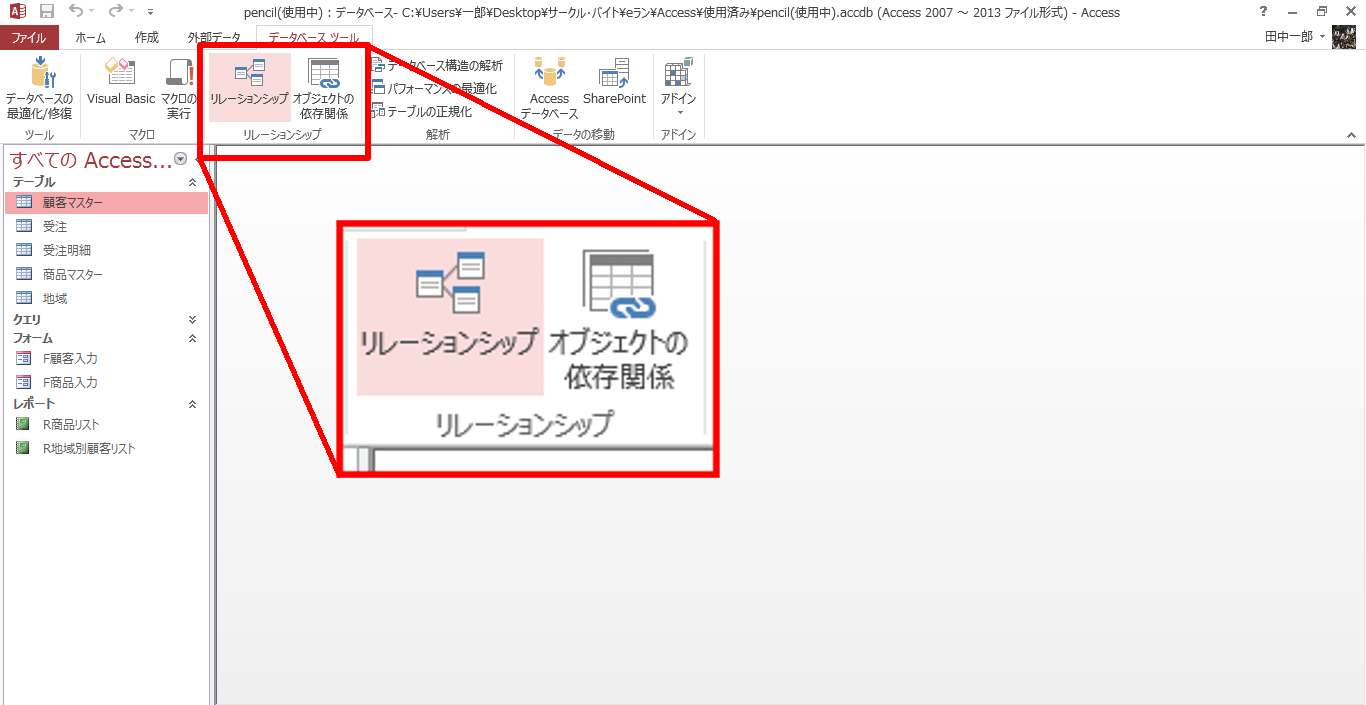 pencil(使用中) : データベース- C:¥Users¥一郎¥Desktop¥サークル・バイト¥eラン¥Access¥使用済み¥pencil(使用中).accdb (Access 2007 ～ 2013 ファイル形式) - Access
ファイル ホーム 作成 外部データ データベース ツール 田中一郎
データベースの
最適化/修復
ツール
Visual Basic
マクロの
実行
マクロ
リレーションシップ
オブジェクトの
依存関係
リレーションシップ
データベース構造の解析
パフォーマンスの最適化
テーブルの正規化
解析
Access
データベース
SharePoint
データの移動
アドイン
アドイン
すべての Access...
テーブル
顧客マスター
受注
受注明細
商品マスター
地域
クエリ
フォーム
F顧客入力
F商品入力
レポート
R商品リスト
R地域別顧客リスト
リレーションシップ
オブジェクトの
依存関係
リレーションシップ